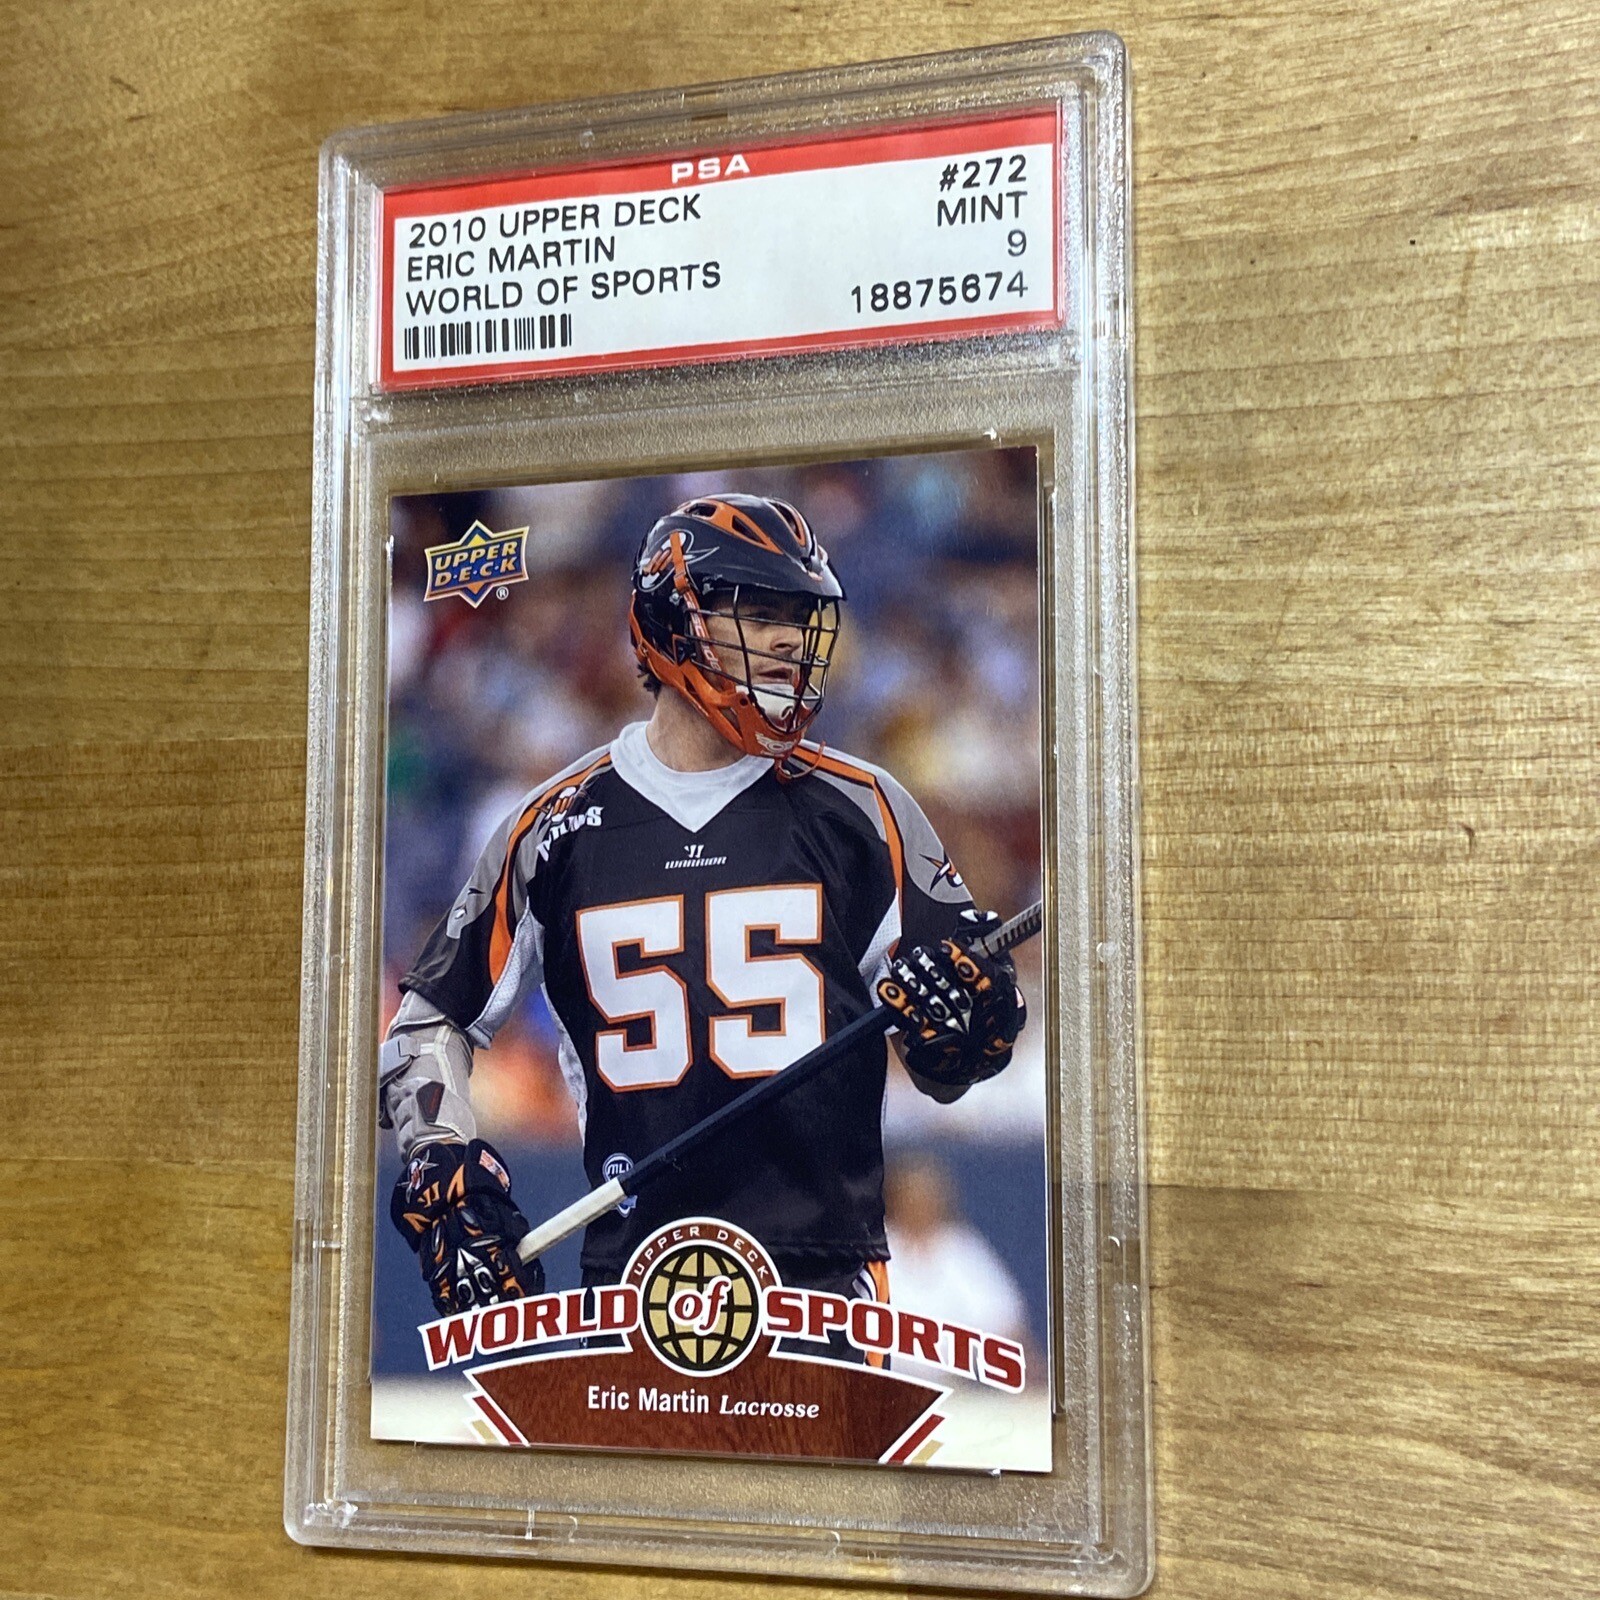 PSA
2010 UPPER DECK #272
ERIC MARTIN MINT
WORLD OF SPORTS 9
18875674
UPPER
D·E·C·K
®
WARRIOR
55
MLL
UPPER DECK
WORLD of SPORTS
Eric Martin Lacrosse